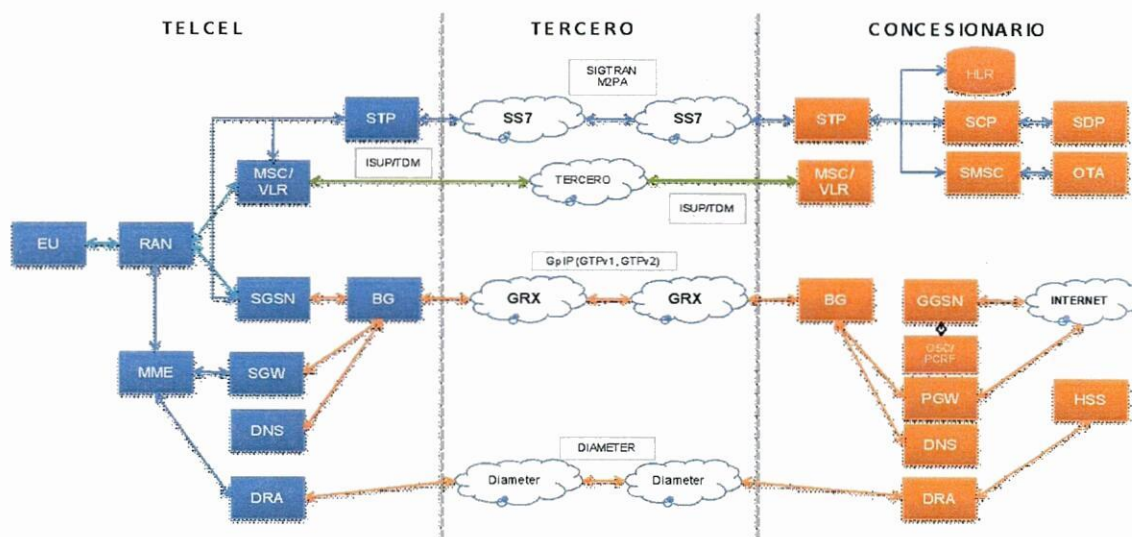 TELCEL
TERCERO
CONCESIONARIO
SIGTRAN
M2PA
HLR
STP
SS7
SS7
STP
SCP
SDP
ISUP/TDM
MSC/
VLR
TERCERO
MSC/
VLR
SMSC
OTA
ISUP/TDM
EU
RAN
GpIP (GTPv1, GTPv2)
SGSN
BG
GRX
GRX
BG
GGSN
INTERNET
OSC/
PCRF
MME
SGW
PGW
HSS
DNS
DNS
DIAMETER
DRA
Diameter
Diameter
DRA